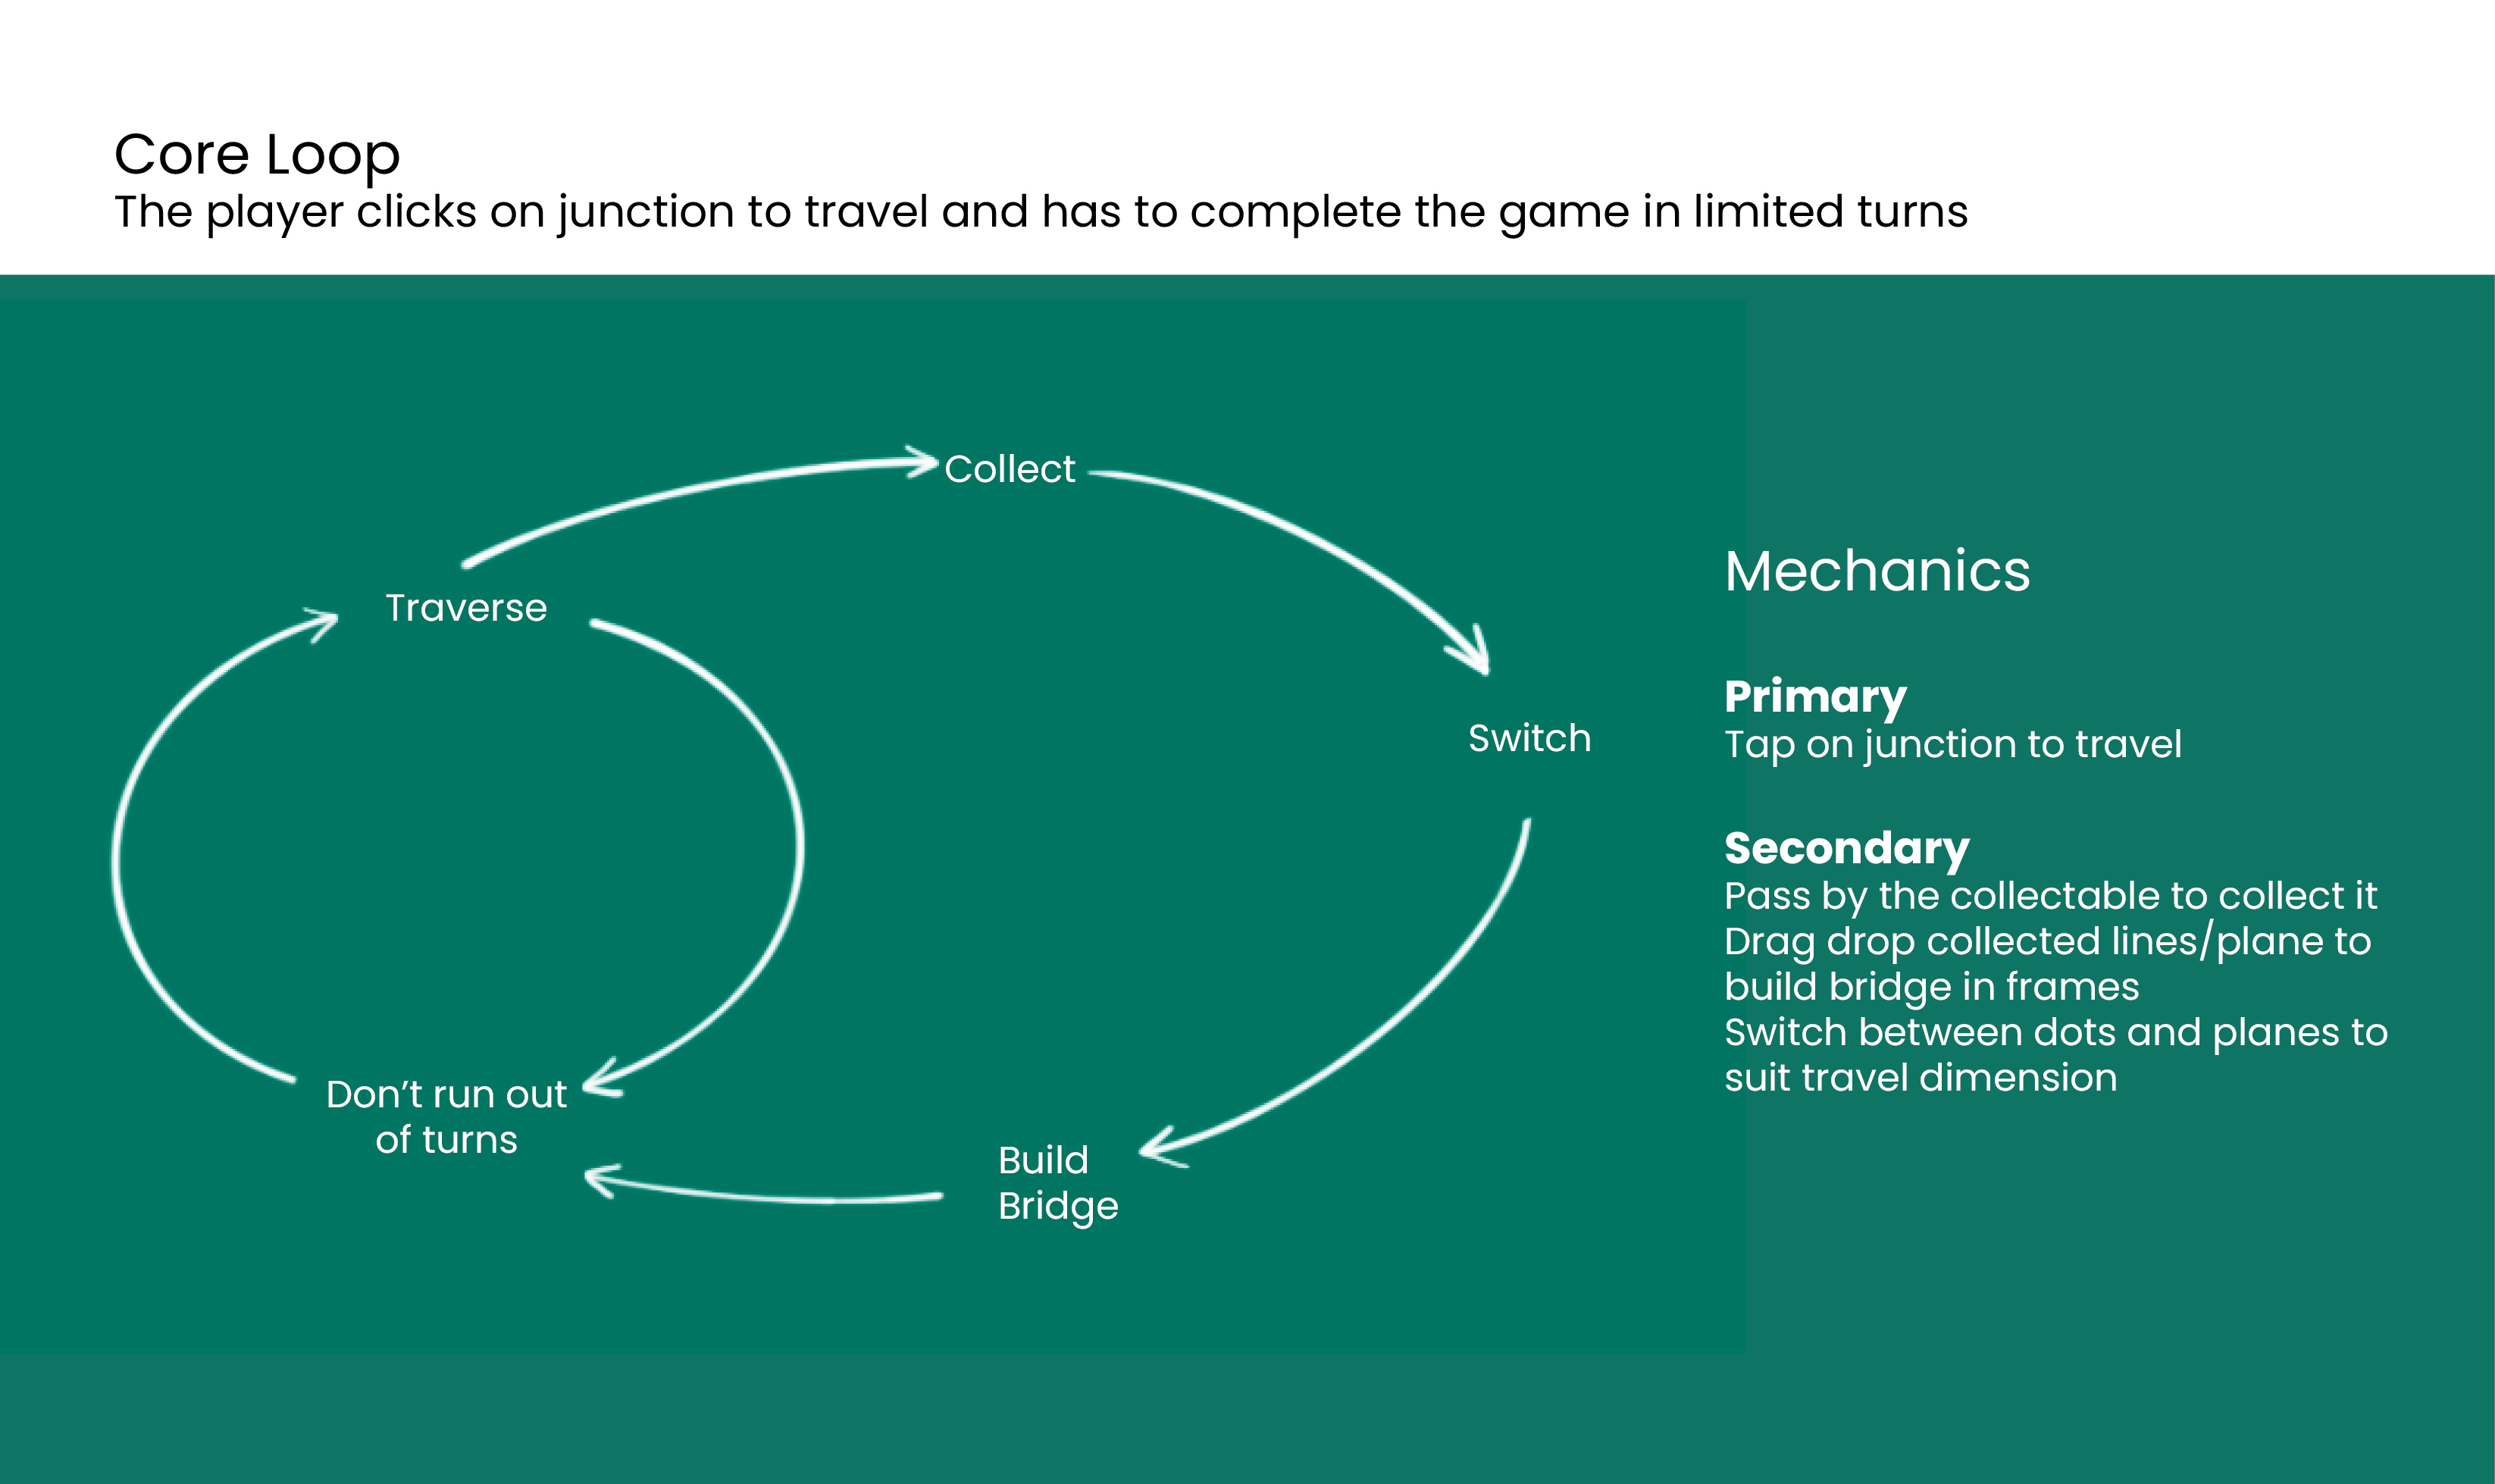 Core Loop
The player clicks on junction to travel and has to complete the game in limited turns
Collect
Traverse
Switch
Don't run out
of turns
Build
Bridge
Mechanics
Primary
Tap on junction to travel
Secondary
Pass by the collectable to collect it
Drag drop collected lines/plane to
build bridge in frames
Switch between dots and planes to
suit travel dimension